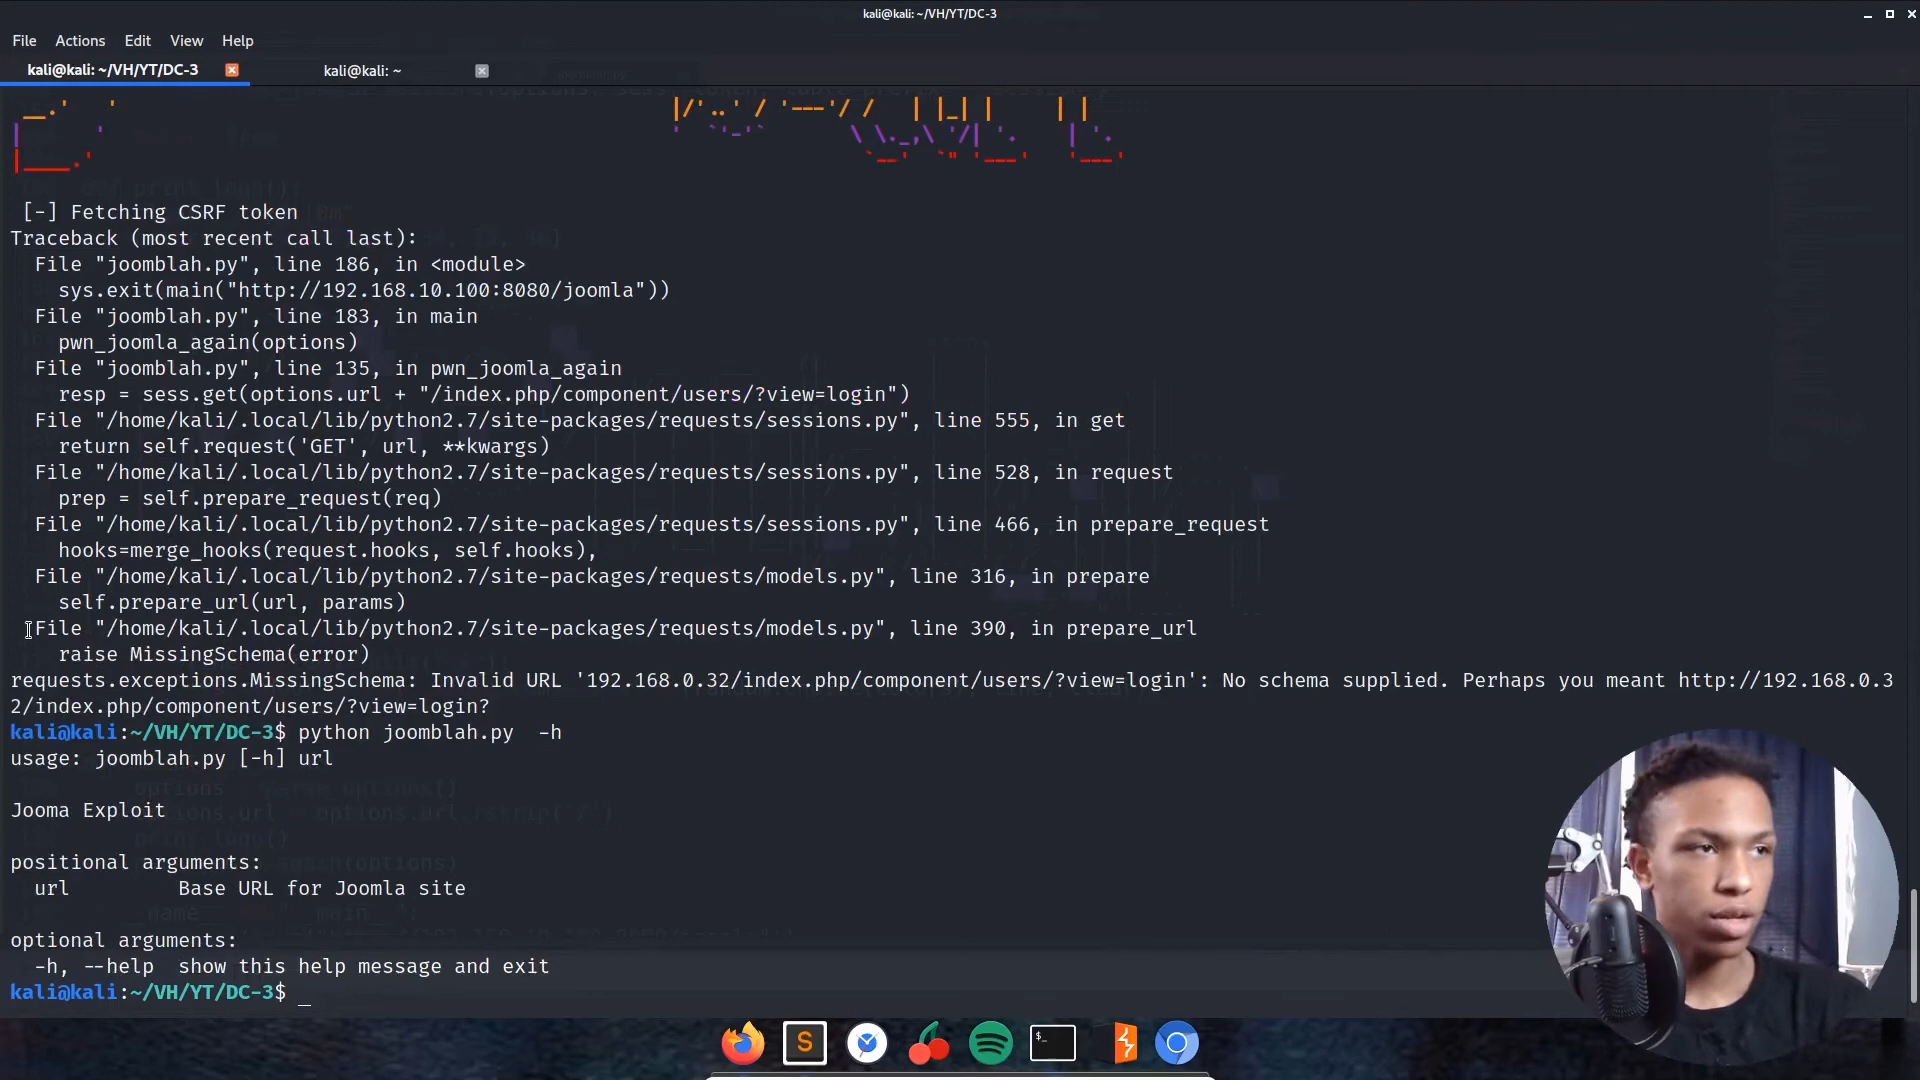 kali@kali: ~/VH/YT/DC-3
File Actions Edit View Help
kali@kali: ~/VH/YT/DC-3
kali@kali: ~
[-] Fetching CSRF token
Traceback (most recent call last):
File "joomblah.py", line 186, in <module>
sys.exit(main("http://192.168.10.100:8080/joomla"))
File "joomblah.py", line 183, in main
pwn_joomla_again(options)
File "joomblah.py", line 135, in pwn_joomla_again
resp = sess.get(options.url + "/index.php/component/users/?view=login")
File "/home/kali/.local/lib/python2.7/site-packages/requests/sessions.py", line 555, in get
return self.request('GET', url, **kwargs)
File "/home/kali/.local/lib/python2.7/site-packages/requests/sessions.py", line 528, in request
prep = self.prepare_request(req)
File "/home/kali/.local/lib/python2.7/site-packages/requests/sessions.py", line 466, in prepare_request
hooks=merge_hooks(request.hooks, self.hooks),
File "/home/kali/.local/lib/python2.7/site-packages/requests/models.py", line 316, in prepare
self.prepare_url(url, params)
File "/home/kali/.local/lib/python2.7/site-packages/requests/models.py", line 390, in prepare_url
raise MissingSchema(error)
requests.exceptions.MissingSchema: Invalid URL '192.168.0.32/index.php/component/users/?view=login': No schema supplied. Perhaps you meant http://192.168.0.3
2/index.php/component/users/?view=login?
kali@kali:~/VH/YT/DC-3$ python joomblah.py  -h
usage: joomblah.py [-h] url
Jooma Exploit
positional arguments:
url         Base URL for Joomla site
optional arguments:
-h, --help  show this help message and exit
kali@kali:~/VH/YT/DC-3$ _